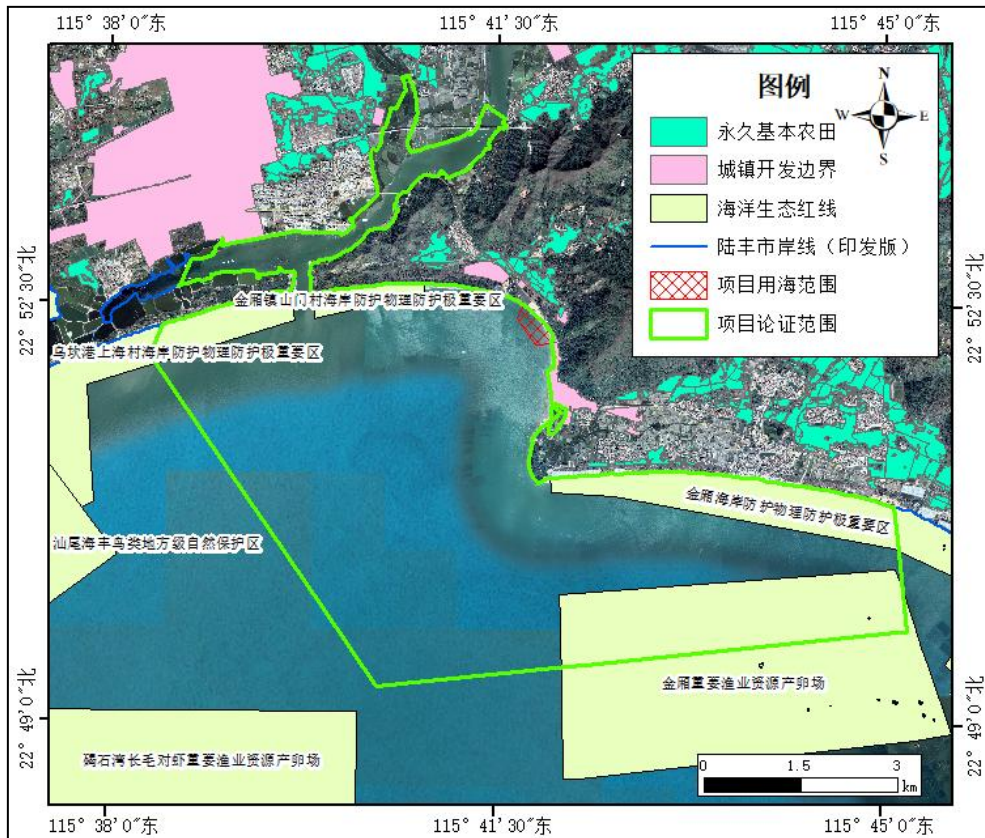 115° 38′ 0″东
115° 41′ 30″东
115° 45′ 0″东
图例
N
W
E
S
永久基本农田
城镇开发边界
海洋生态红线
陆丰市岸线（印发版）
项目用海范围
项目论证范围
22° 52′ 30″北
22° 52′ 30″北
金厢镇山门村海岸防护物理防护极重要区
乌坎港上海村海岸防护物理防护极重要区
金厢海岸防护物理防护极重要区
汕尾海丰鸟类地方级自然保护区
金厢重要渔业资源产卵场
碣石湾长毛对虾重要渔业资源产卵场
22° 49′ 0″北
22° 49′ 0″北
0
1.5
3
km
115° 38′ 0″东
115° 41′ 30″东
115° 45′ 0″东